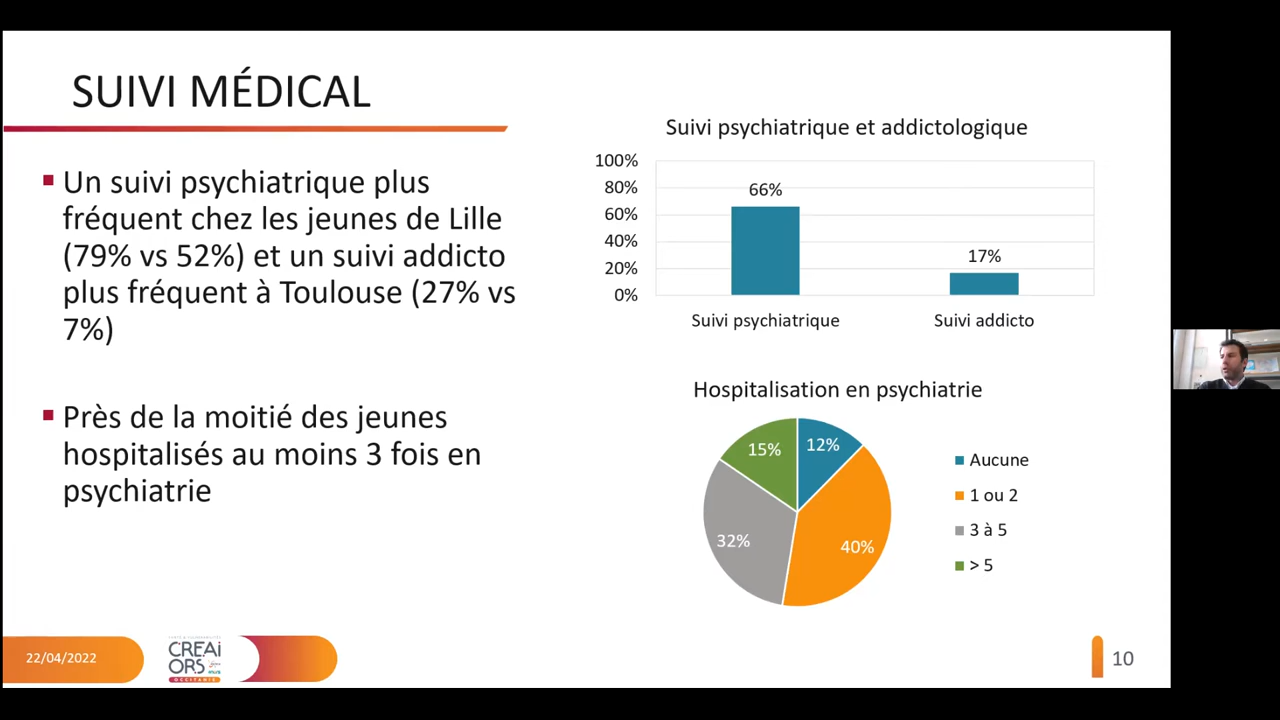 SUIVI MÉDICAL
Un suivi psychiatrique plus
fréquent chez les jeunes de Lille
(79% vs 52%) et un suivi addicto
plus fréquent à Toulouse (27% vs
7%)
Près de la moitié des jeunes
hospitalisés au moins 3 fois en
psychiatrie
Suivi psychiatrique et addictologique
100%
80%
60%
40%
20%
0%
66%
17%
Suivi psychiatrique
Suivi addicto
Hospitalisation en psychiatrie
15%
12%
32%
40%
Aucune
1 ou 2
3 à 5
> 5
22/04/2022
CREAI
ORS
OCCITANIE
10